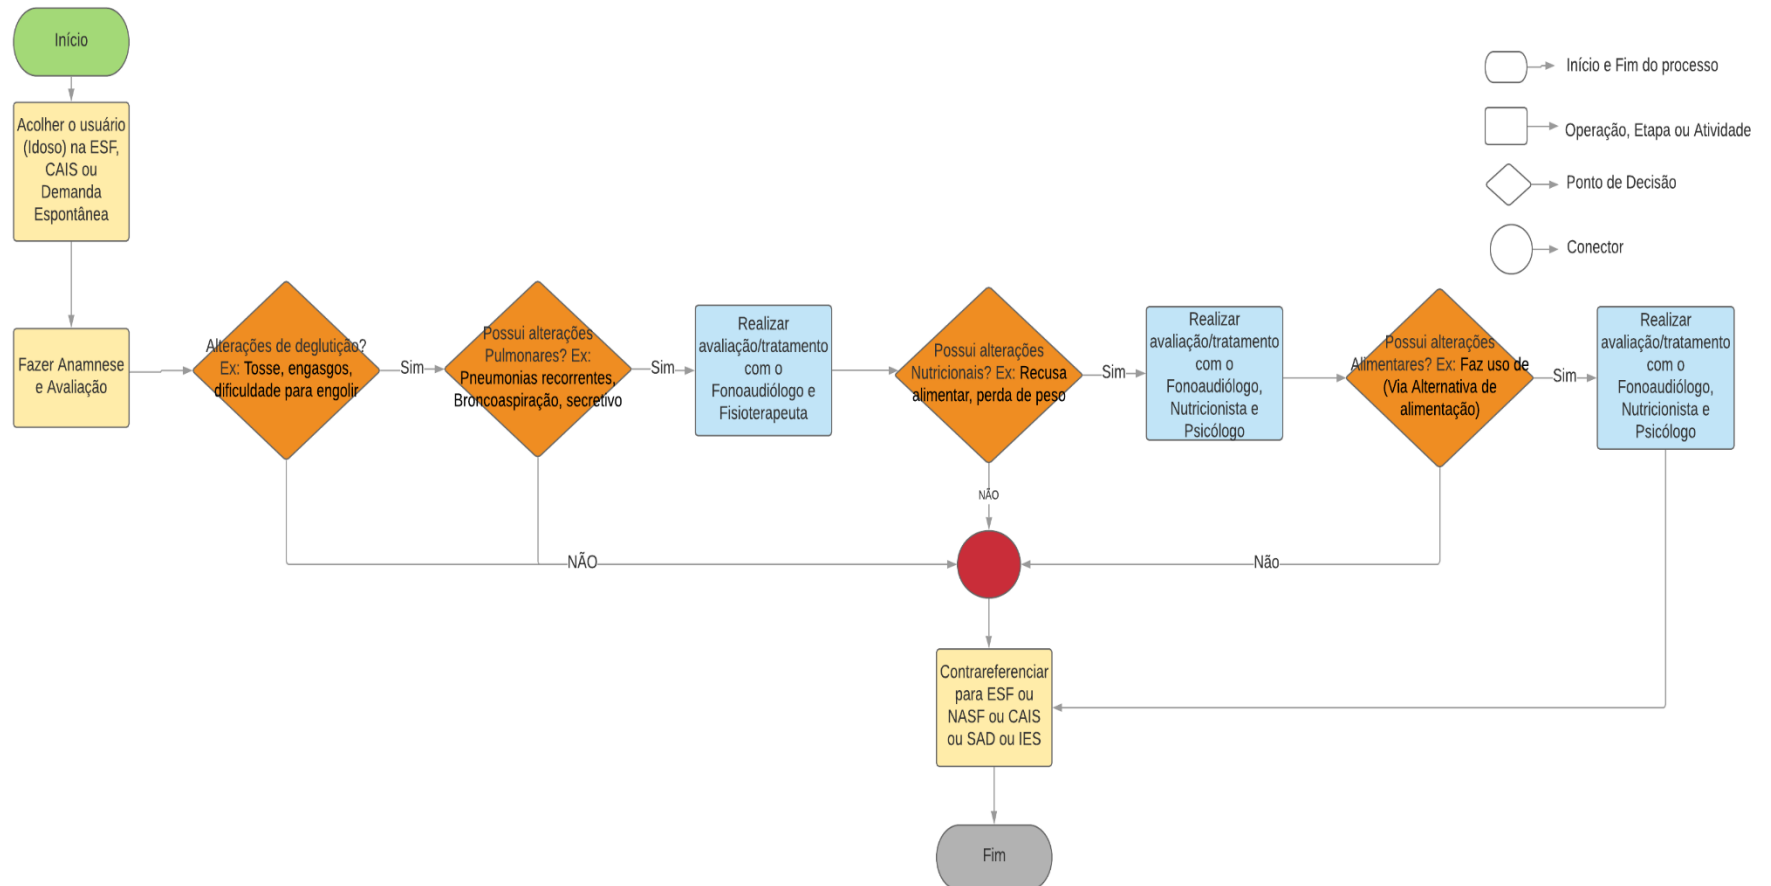 Início
Acolher o usuário
(Idoso) na ESF,
CAIS ou
Demanda
Espontânea
Fazer Anamnese
e Avaliação
Alterações de deglutição?
Ex: Tosse, engasgos,
dificuldade para engolir
Sim
Possui alterações
Pulmonares? Ex:
Pneumonias recorrentes,
Broncoaspiração, secretivo
Sim
Realizar
avaliação/tratamento
com o
Fonoaudiólogo e
Fisioterapeuta
Possui alterações
Nutricionais? Ex: Recusa
alimentar, perda de peso
Sim
Realizar
avaliação/tratamento
com o
Fonoaudiólogo,
Nutricionista e
Psicólogo
Possui alterações
Alimentares? Ex: Faz uso de
(Via Alternativa de
alimentação)
Sim
Realizar
avaliação/tratamento
com o
Fonoaudiólogo,
Nutricionista e
Psicólogo
NÃO
NÃO
Não
Contrareferenciar
para ESF ou
NASF ou CAIS
ou SAD ou IES
Fim
Início e Fim do processo
Operação, Etapa ou Atividade
Ponto de Decisão
Conector